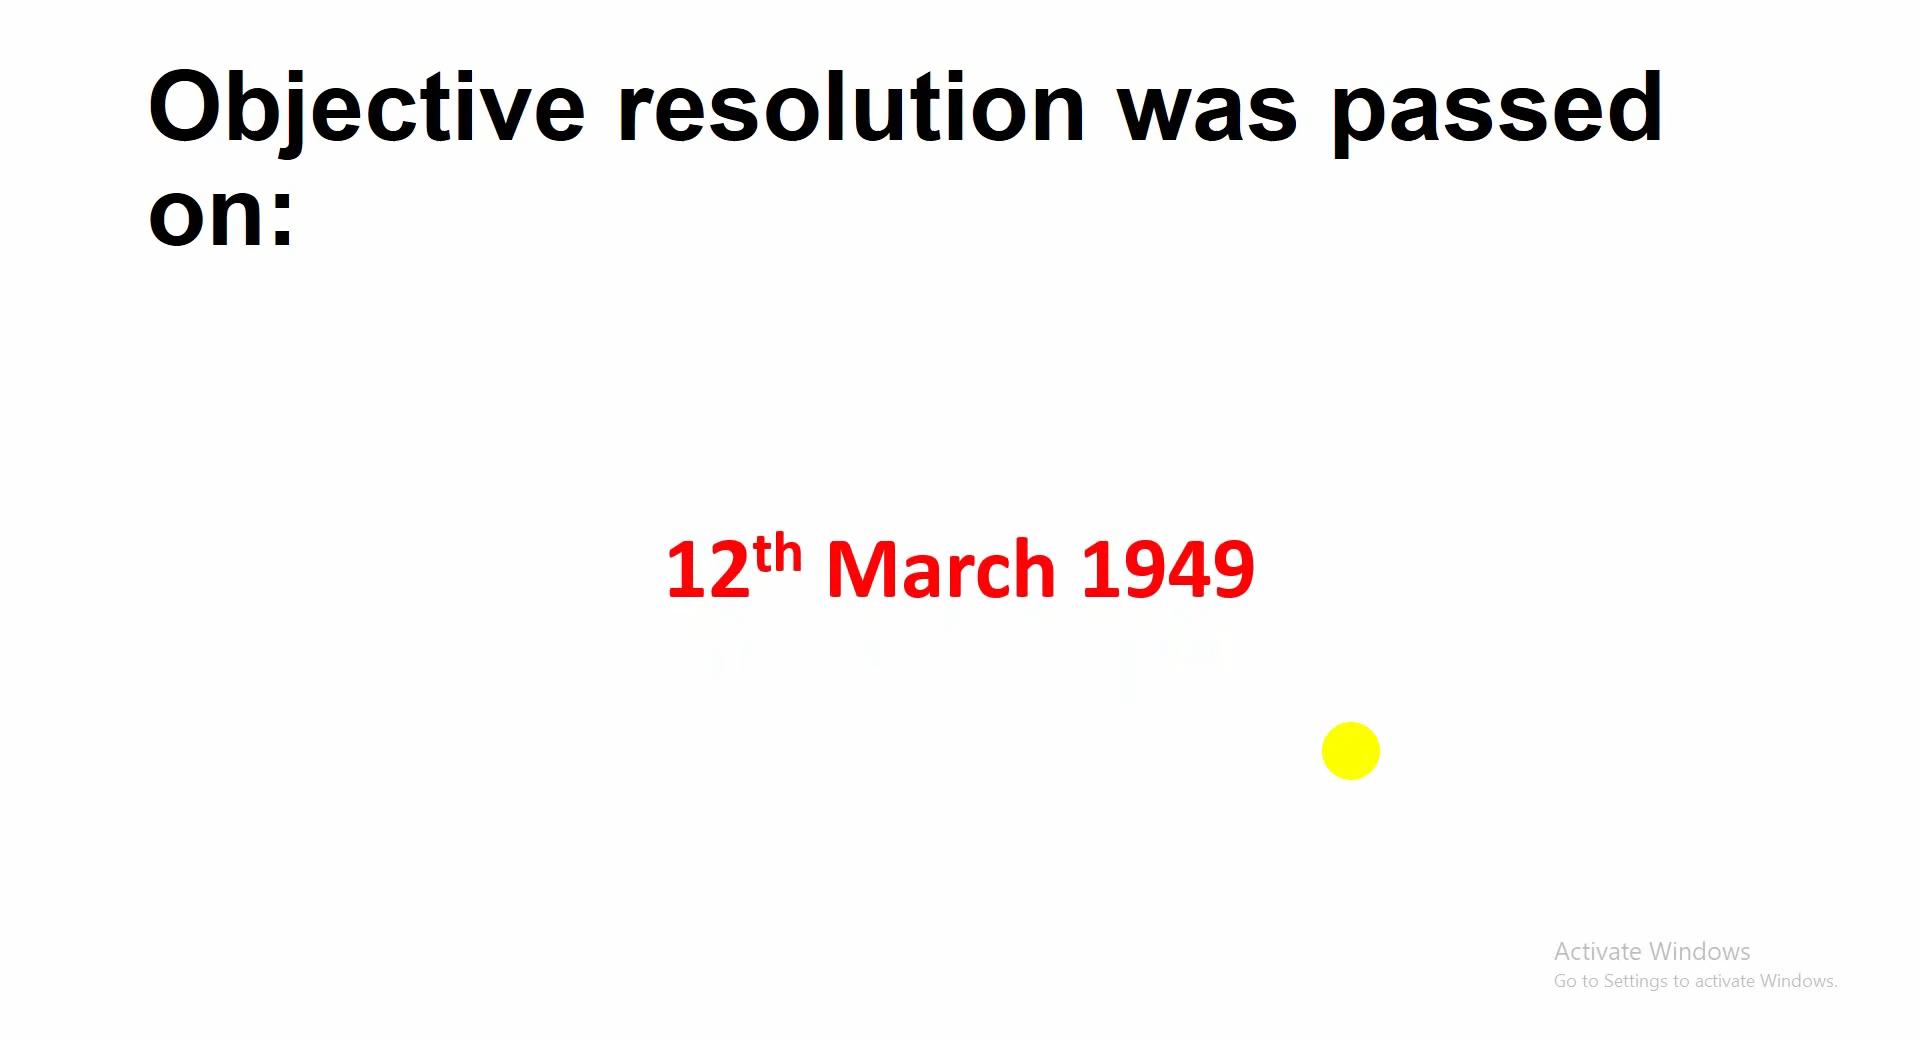 Objective resolution was passed
on:
12th March 1949
Activate Windows
Go to Settings to activate Windows.